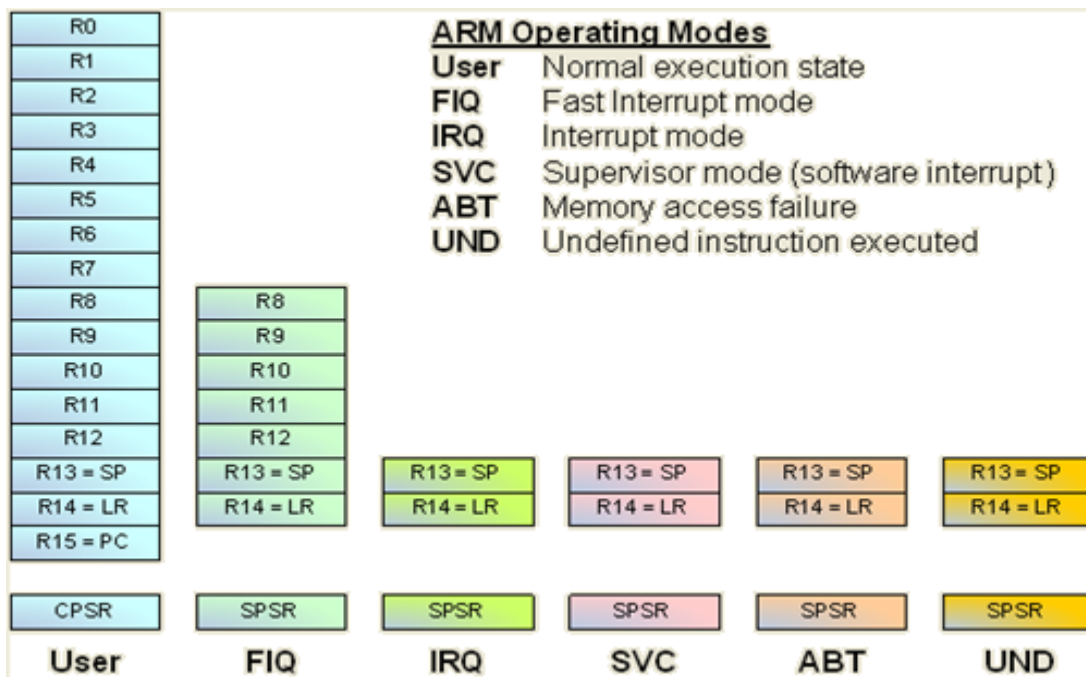 ARM Operating Modes
User Normal execution state
FIQ Fast Interrupt mode
IRQ Interrupt mode
SVC Supervisor mode (software interrupt)
ABT Memory access failure
UND Undefined instruction executed
R0
R1
R2
R3
R4
R5
R6
R7
R8 R8
R9 R9
R10 R10
R11 R11
R12 R12
R13 = SP R13 = SP R13 = SP R13 = SP R13 = SP R13 = SP
R14 = LR R14 = LR R14 = LR R14 = LR R14 = LR R14 = LR
R15 = PC
CPSR SPSR SPSR SPSR SPSR SPSR
User FIQ IRQ SVC ABT UND